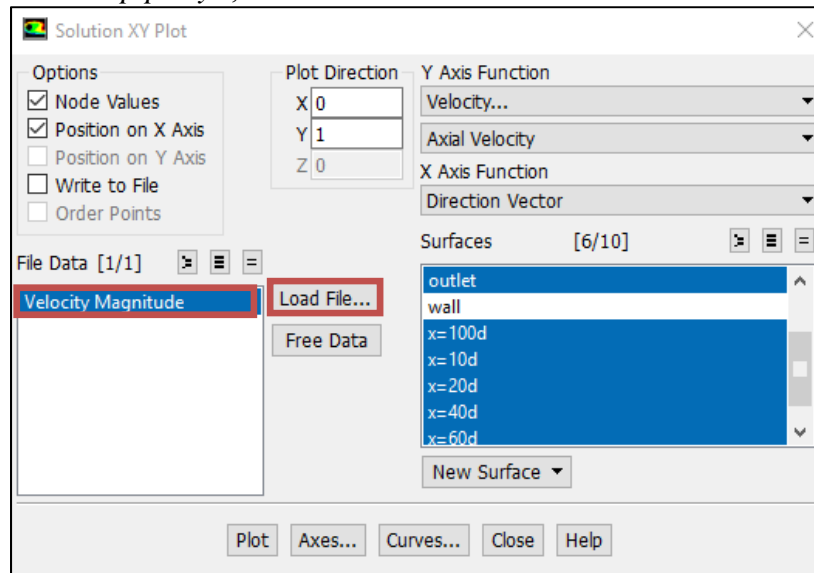 Solution XY Plot
Options
Node Values
Position on X Axis
Position on Y Axis
Write to File
Order Points
Plot Direction
X 0
Y 1
Z 0
Y Axis Function
Velocity...
Axial Velocity
X Axis Function
Direction Vector
File Data [1/1]
Velocity Magnitude
Load File...
Free Data
Surfaces [6/10]
outlet
wall
x=100d
x=10d
x=20d
x=40d
x=60d
New Surface
Plot Axes... Curves... Close Help